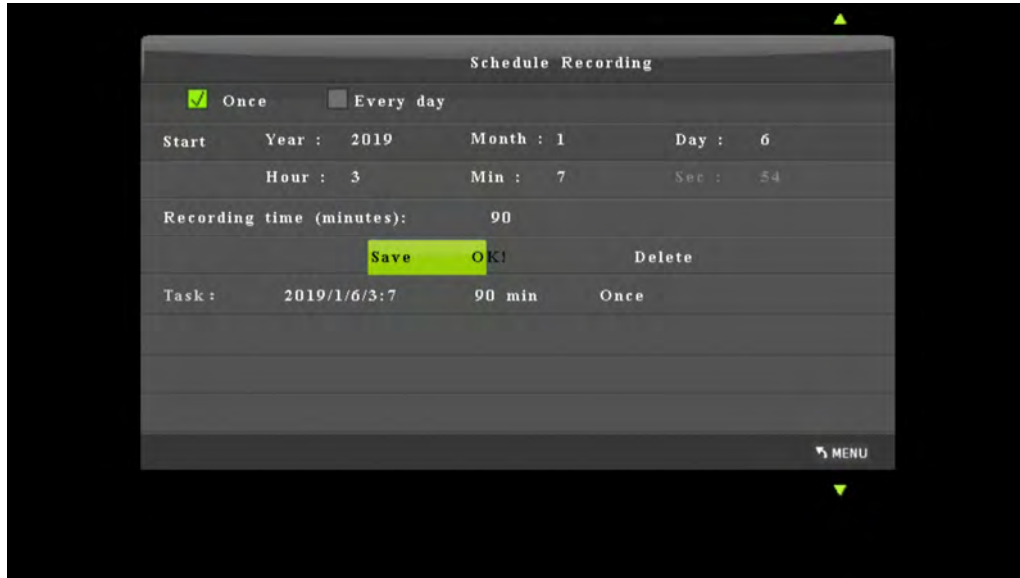 Schedule Recording
Once Every day
Start Year : 2019 Month : 1 Day : 6
Hour : 3 Min : 7 Sec : 54
Recording time (minutes): 90
Save OK! Delete
Task : 2019/1/6/3:7 90 min Once
MENU